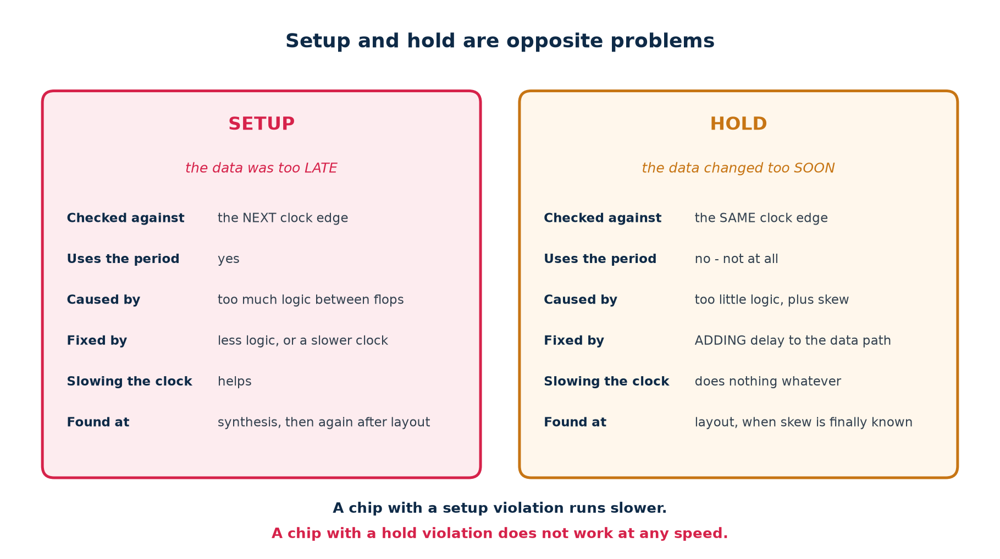 Setup and hold are opposite problems
SETUP
the data was too LATE
Checked against the NEXT clock edge
Uses the period yes
Caused by too much logic between flops
Fixed by less logic, or a slower clock
Slowing the clock helps
Found at synthesis, then again after layout
HOLD
the data changed too SOON
Checked against the SAME clock edge
Uses the period no - not at all
Caused by too little logic, plus skew
Fixed by ADDING delay to the data path
Slowing the clock does nothing whatever
Found at layout, when skew is finally known
A chip with a setup violation runs slower.
A chip with a hold violation does not work at any speed.